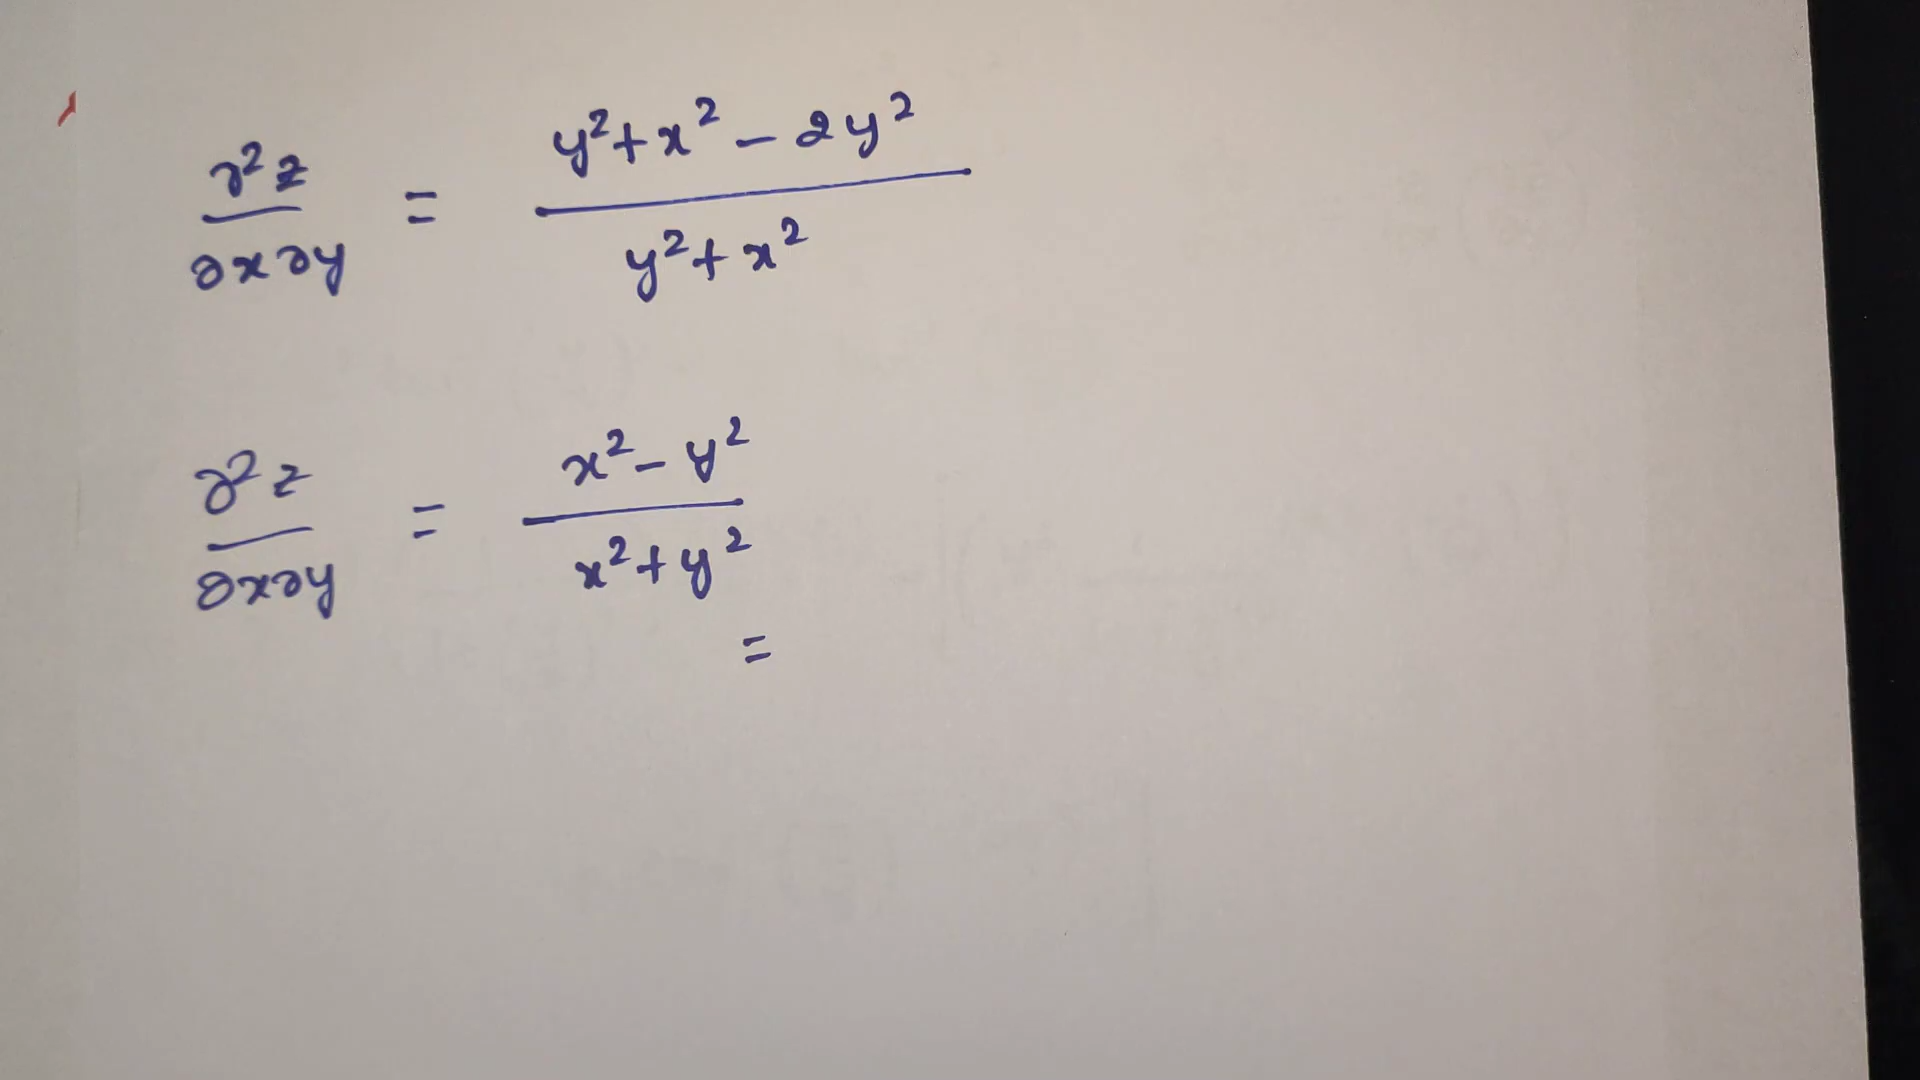 ∂²z/∂x∂y = (y²+x² − 2y²)/(y²+x²)
∂²z/∂x∂y = (x² − y²)/(x²+y²)
=